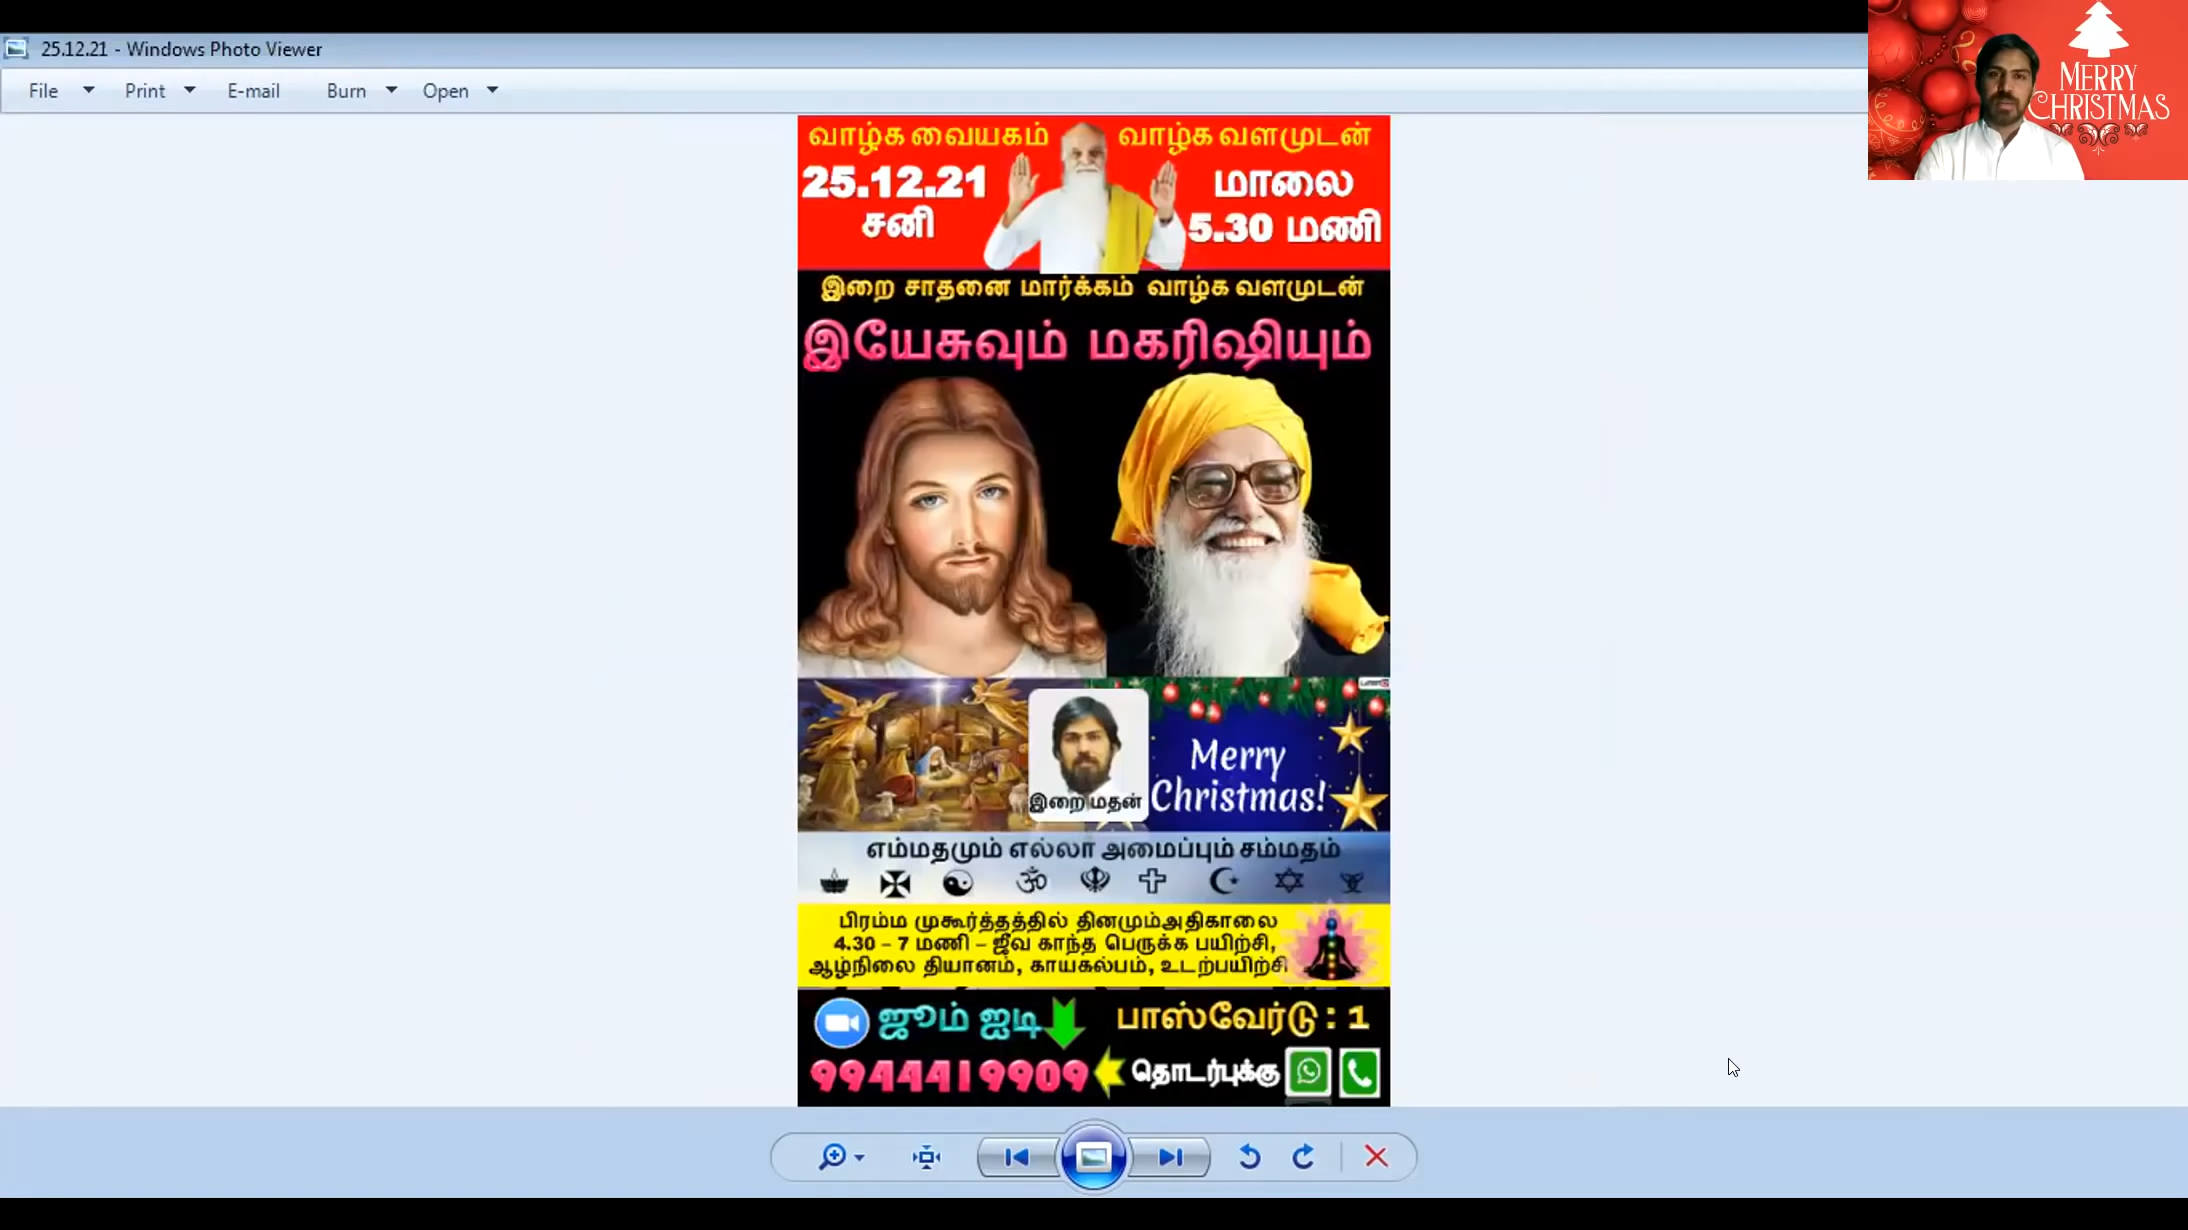 25.12.21 - Windows Photo Viewer
File Print E-mail Burn Open
MERRY
CHRISTMAS
வாழ்க வையகம் வாழ்க வளமுடன்
25.12.21 மாலை
சனி 5.30 மணி
இறை சாதனை மார்க்கம் வாழ்க வளமுடன்
இயேசுவும் மகரிஷியும்
Merry
Christmas!
இறை மதன்
எம்மதமும் எல்லா அமைப்பும் சம்மதம்
பிரம்ம முகூர்த்தத்தில் தினமும்அதிகாலை
4.30 – 7 மணி – ஜீவ காந்த பெருக்க பயிற்சி,
ஆழ்நிலை தியானம், காயகல்பம், உடற்பயிற்சி
ஜூம் ஐடி பாஸ்வேர்டு : 1
9944419909 தொடர்புக்கு